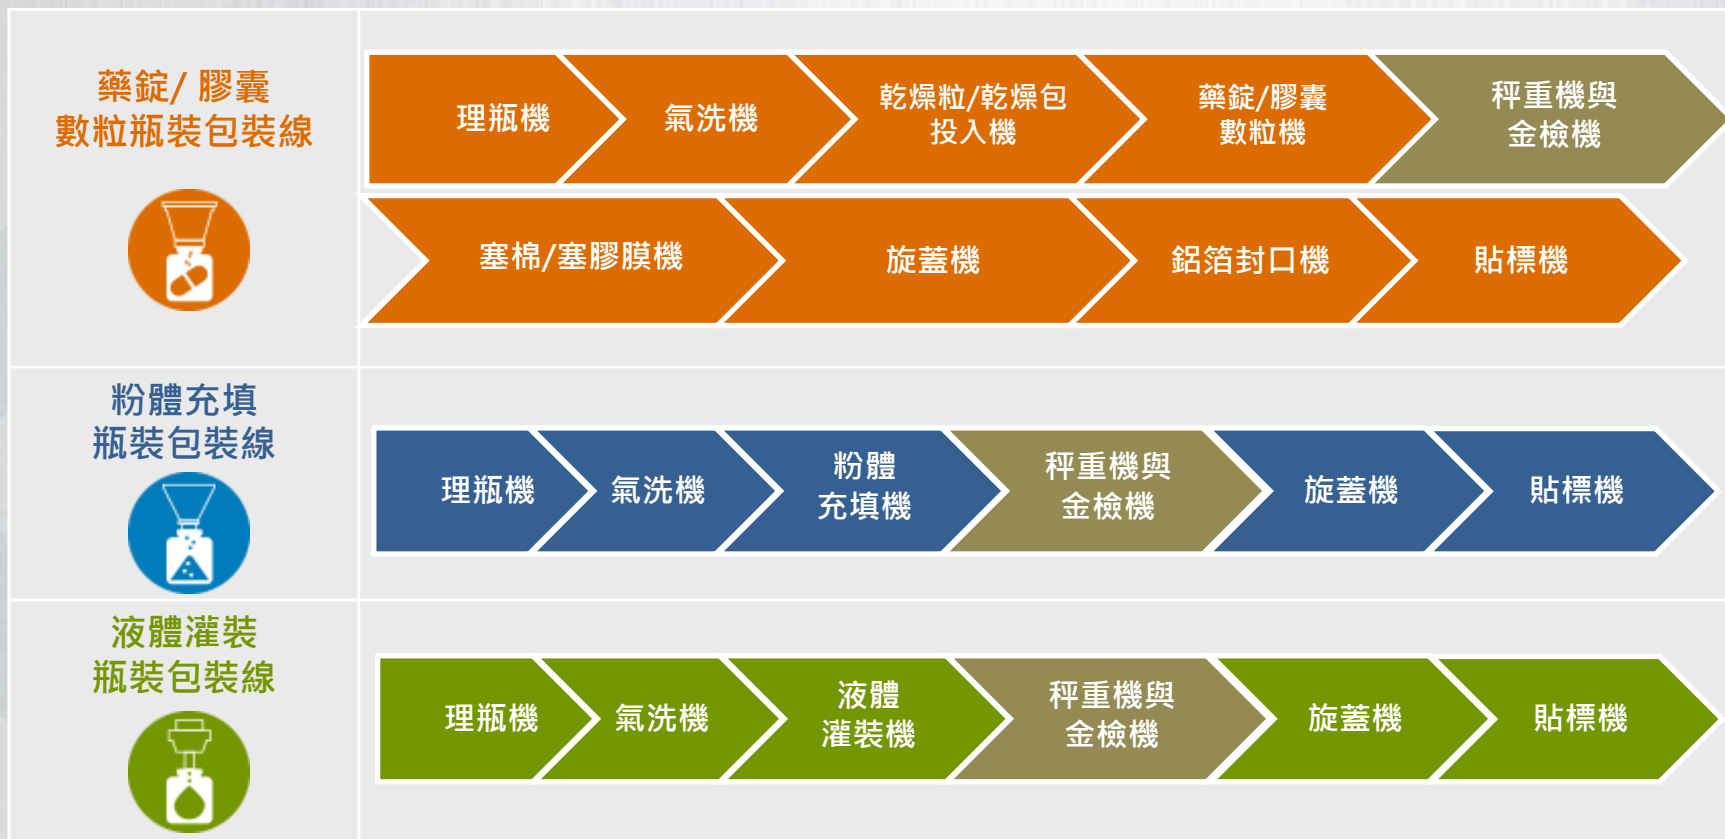 藥錠/ 膠囊
數粒瓶裝包裝線
理瓶機
氣洗機
乾燥粒/乾燥包
投入機
藥錠/膠囊
數粒機
秤重機與
金檢機
塞棉/塞膠膜機
旋蓋機
鋁箔封口機
貼標機
粉體充填
瓶裝包裝線
理瓶機
氣洗機
粉體
充填機
秤重機與
金檢機
旋蓋機
貼標機
液體灌裝
瓶裝包裝線
理瓶機
氣洗機
液體
灌裝機
秤重機與
金檢機
旋蓋機
貼標機